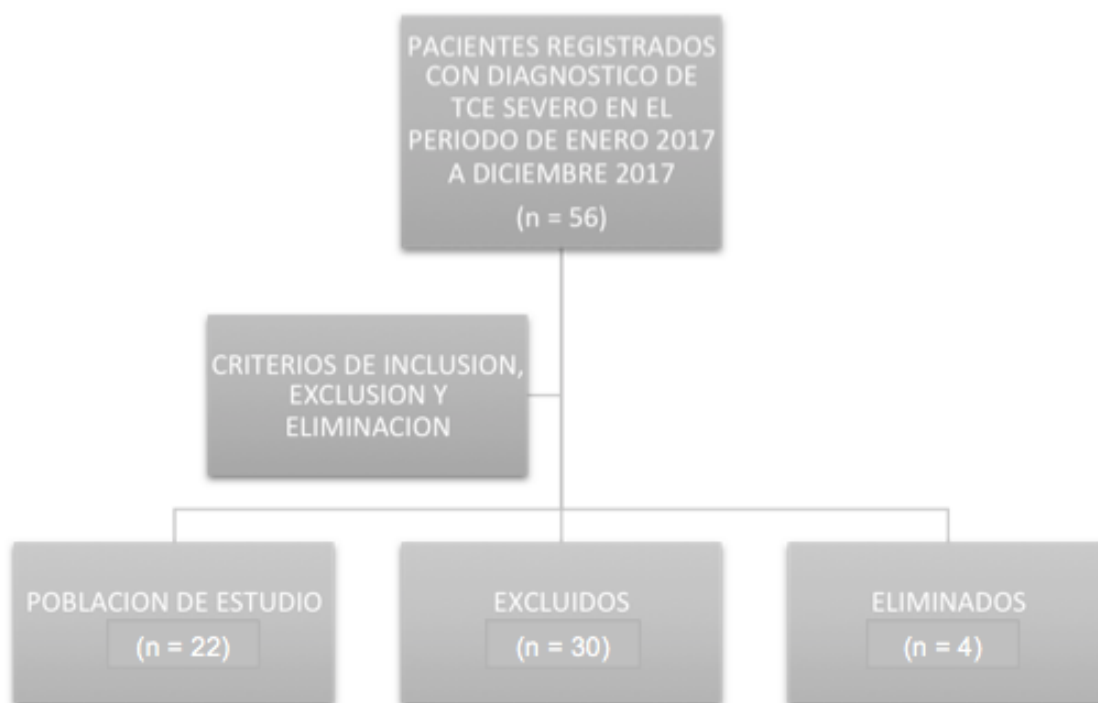 PACIENTES REGISTRADOS
CON DIAGNOSTICO DE
TCE SEVERO EN EL
PERIODO DE ENERO 2017
A DICIEMBRE 2017
(n = 56)
CRITERIOS DE INCLUSION,
EXCLUSION Y
ELIMINACION
POBLACION DE ESTUDIO
(n = 22)
EXCLUIDOS
(n = 30)
ELIMINADOS
(n = 4)